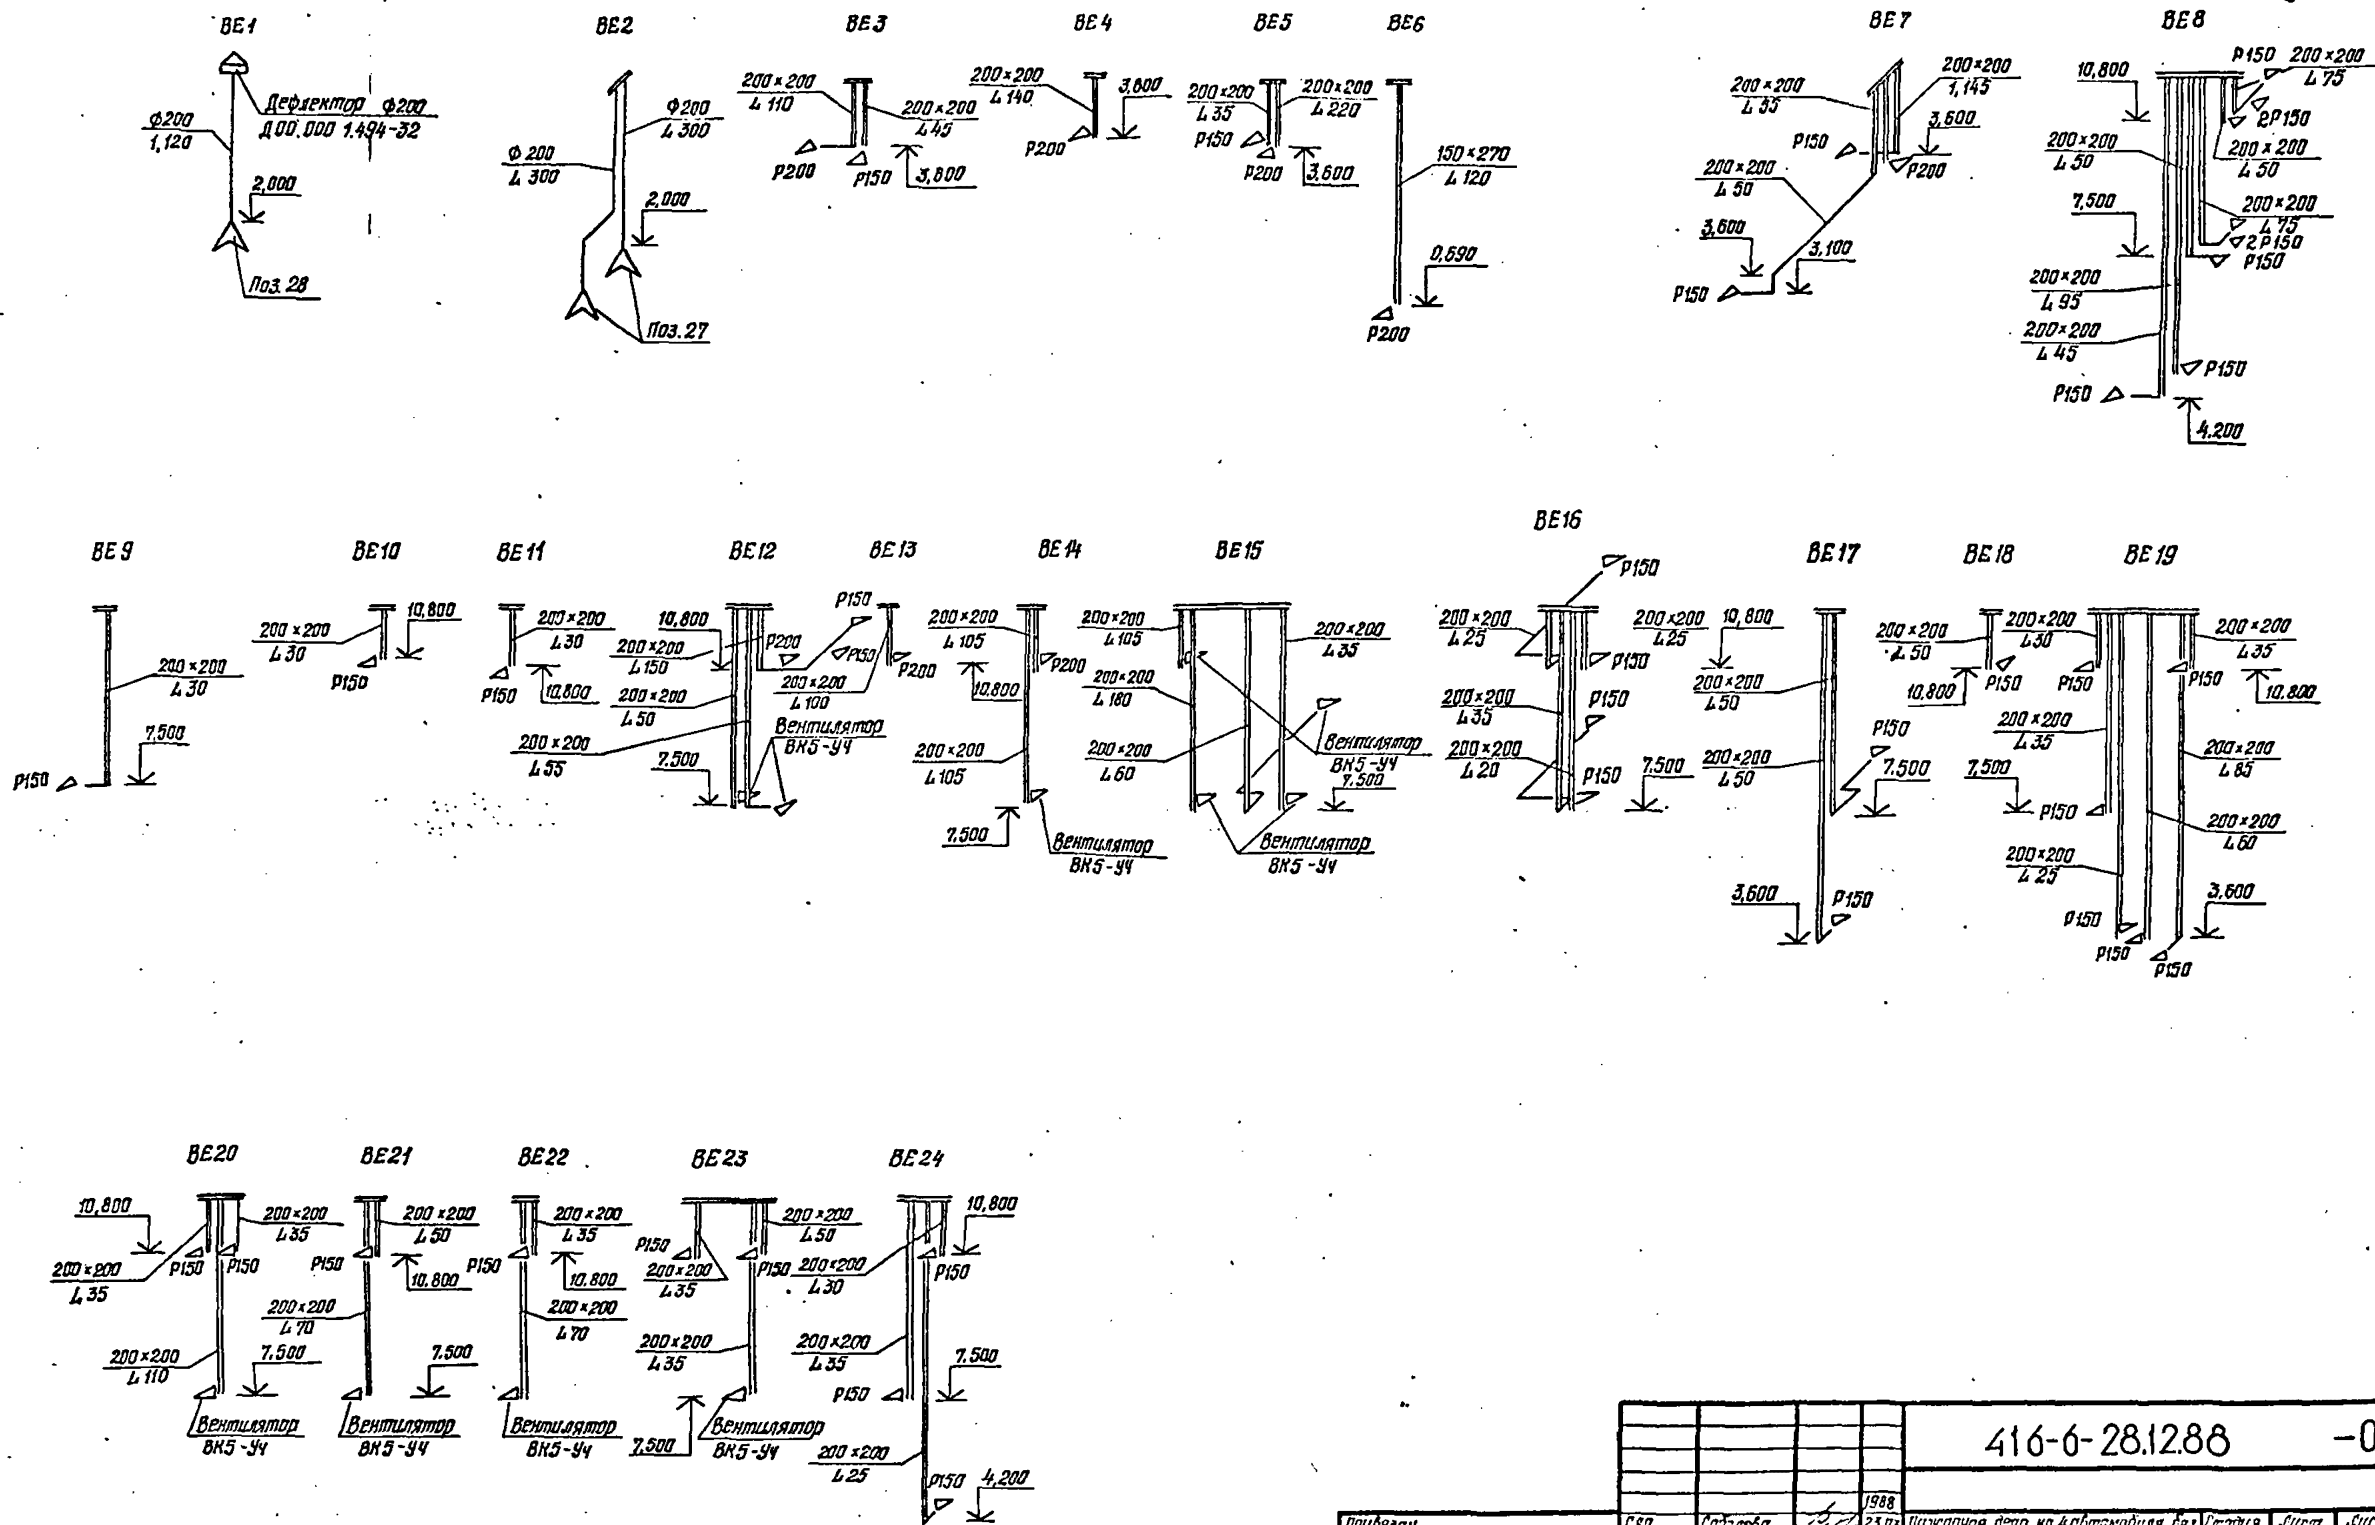 ВЕ1
Дефлектор ф200
Д00.000 1.494-32
ф200
1,120
2,000
Поз. 28
ВЕ2
ф200
L 300
ф 200
L 300
2,000
Поз. 27
ВЕ3
200×200
L 110
200×200
L 45
Р200
Р150
3,800
ВЕ4
200×200
L 140
3,600
Р200
ВЕ5
200×200
L 35
200×200
L 220
Р150
Р200
3,600
ВЕ6
150×270
L 120
0,690
Р200
ВЕ7
200×200
L 55
200×200
1,145
3,600
Р150
Р200
200×200
L 50
3,600
3,100
Р150
ВЕ8
Р150
200×200
L 75
10,800
2Р150
200×200
L 50
200×200
L 50
7,500
200×200
L 75
2Р150
Р150
200×200
L 95
200×200
L 45
Р150
Р150
4.200
ВЕ9
200×200
L 30
7,500
Р150
ВЕ10
200×200
L 30
10,800
Р150
ВЕ11
200×200
L 30
Р150
10,800
ВЕ12
10,800
200×200
L 150
200×200
L 50
200×200
L 55
7.500
Р200
Р150
Р150
Вентилятор
ВК5-У4
ВЕ13
200×200
L 100
Р200
ВЕ14
200×200
L 105
10,800
Р200
200×200
L 105
7.500
Вентилятор
ВК5-У4
ВЕ15
200×200
L 105
200×200
L 35
200×200
L 180
200×200
L 60
Вентилятор
ВК5-У4
7.500
Вентилятор
ВК5-У4
ВЕ16
Р150
200×200
L 25
200×200
L 25
Р150
200×200
L 35
Р150
200×200
L 20
Р150
7.500
ВЕ17
10,800
200×200
L 50
200×200
L 50
Р150
7.500
3,600
Р150
ВЕ18
200×200
L 50
10,800
Р150
ВЕ19
200×200
L 30
200×200
L 35
Р150
Р150
10.800
200×200
L 35
200×200
L 85
7,500
Р150
200×200
L 60
200×200
L 25
3.600
Р150
Р150
Р150
ВЕ20
10,800
200×200
L 35
200×200
L 35
Р150
Р150
200×200
L 110
7.500
Вентилятор
ВК5-У4
ВЕ21
200×200
L 50
Р150
10.800
200×200
L 70
7.500
Вентилятор
ВК5-У4
ВЕ22
200×200
L 35
Р150
10.800
200×200
L 70
Вентилятор
ВК5-У4
ВЕ23
200×200
L 50
Р150
Р150
200×200
L 35
200×200
L 35
7.500
Вентилятор
ВК5-У4
ВЕ24
10,800
200×200
L 30
Р150
200×200
L 35
7.500
Р150
200×200
L 25
Р150
4,200
416-6-28.12.88 -О
1988
Привязан